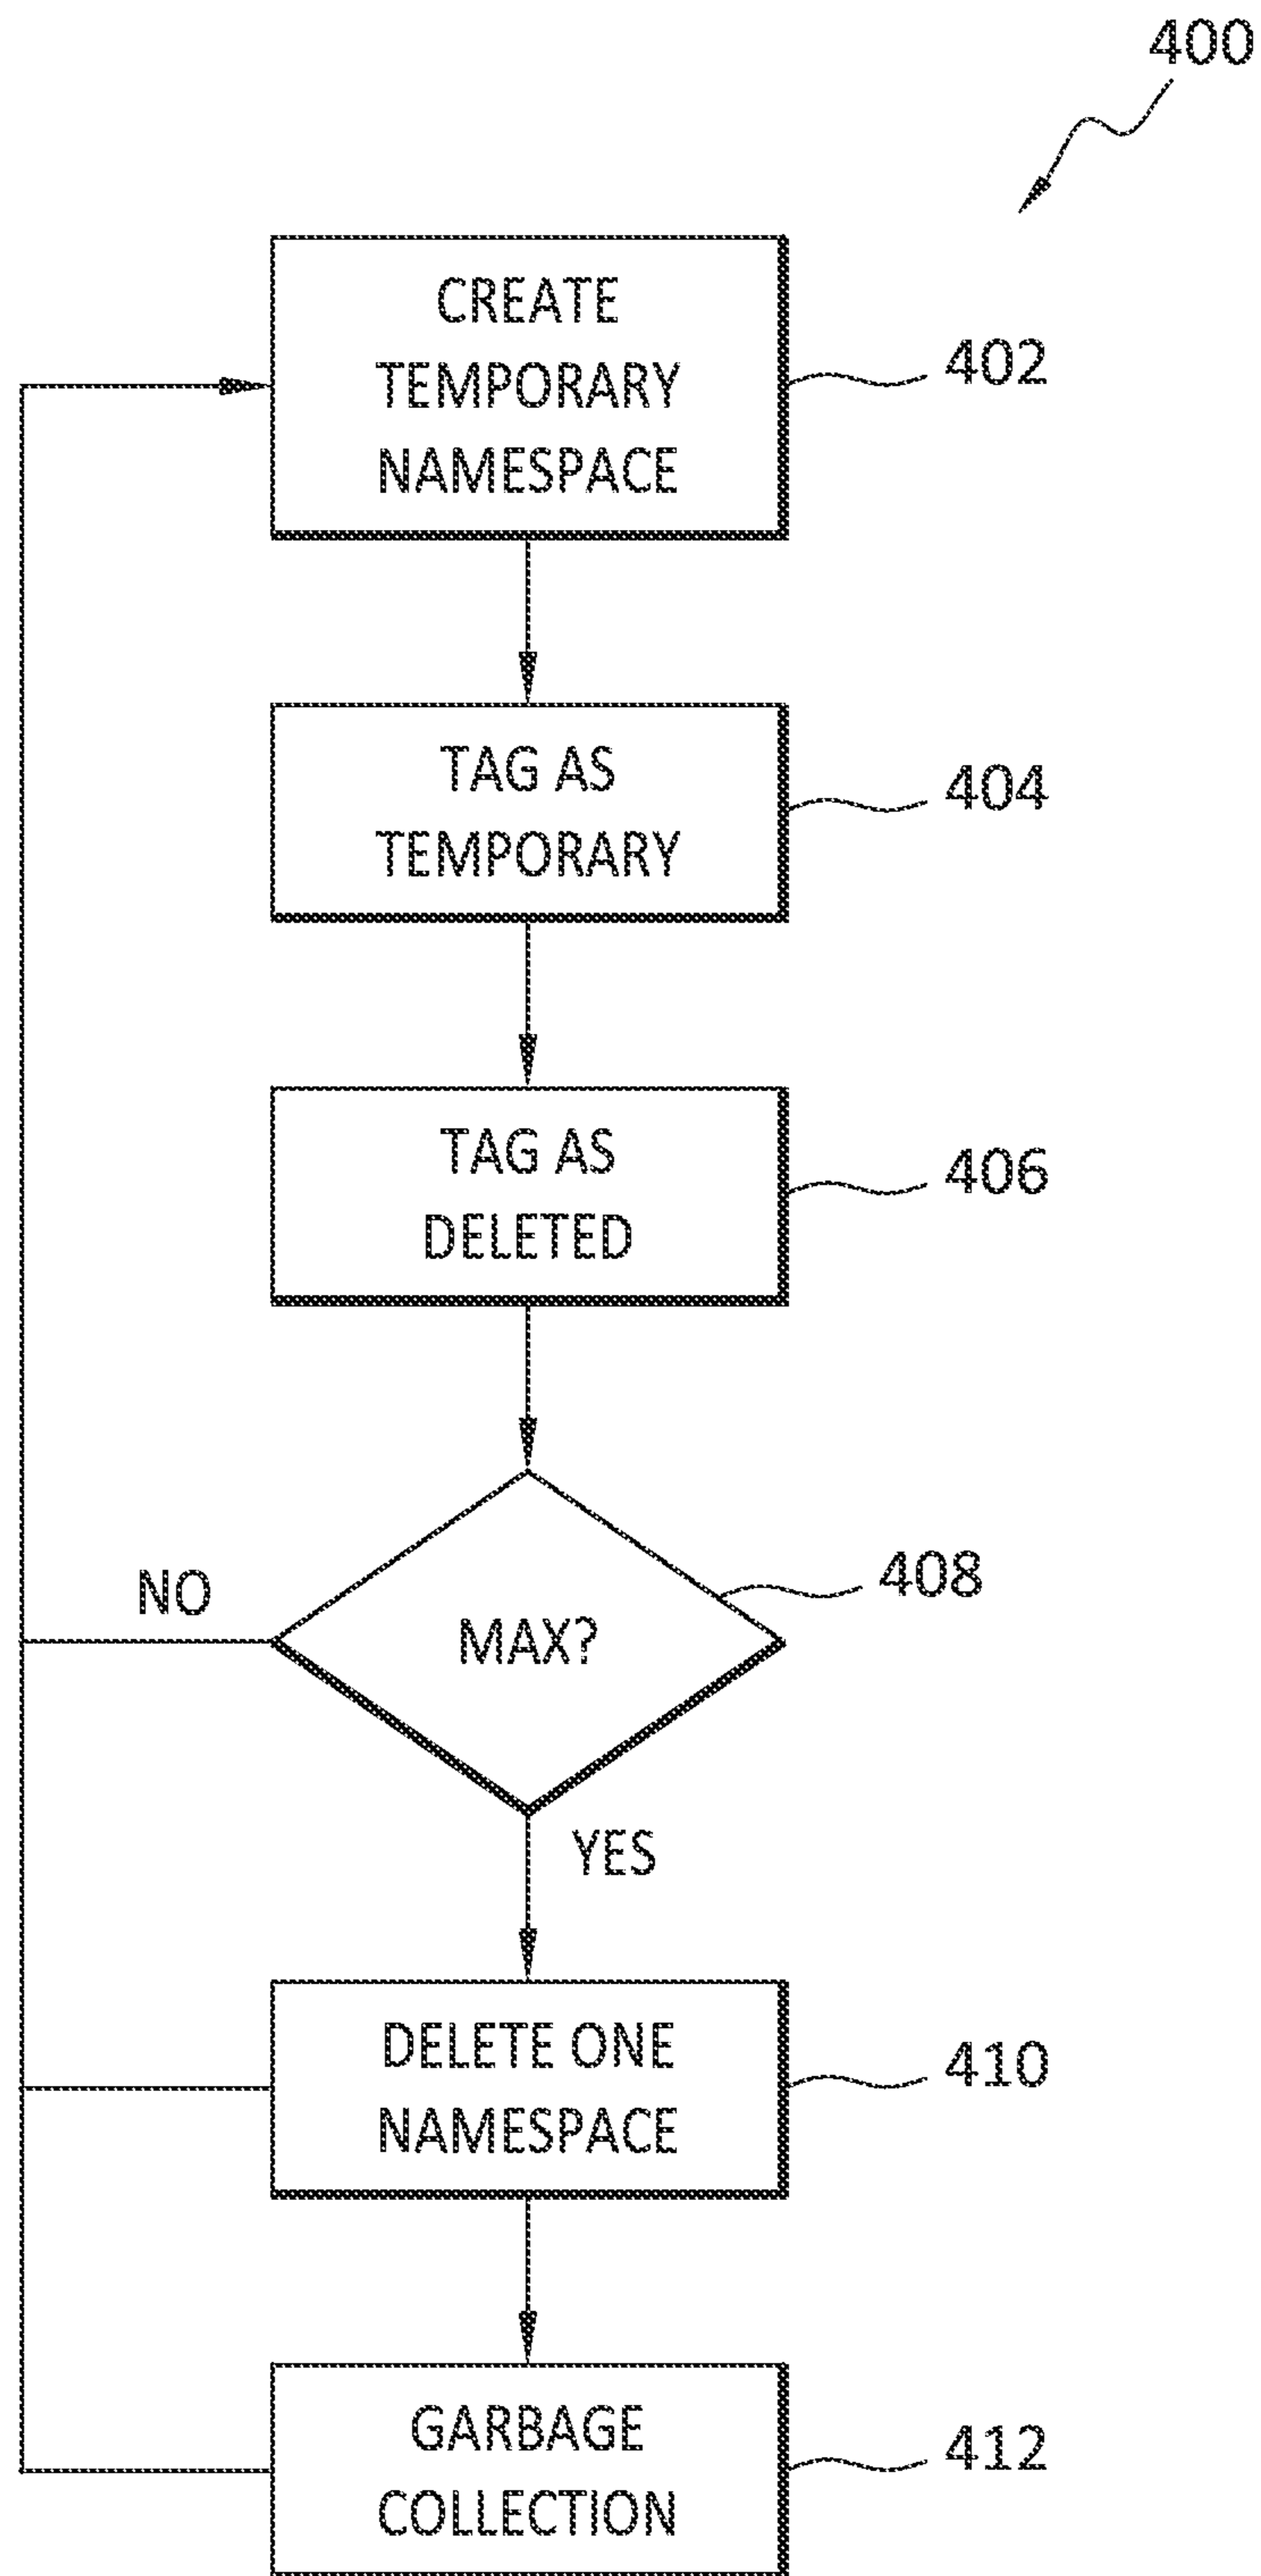 400
CREATE
TEMPORARY
NAMESPACE
402
TAG AS
TEMPORARY
404
TAG AS
DELETED
406
MAX?
408
NO
YES
DELETE ONE
NAMESPACE
410
GARBAGE
COLLECTION
412